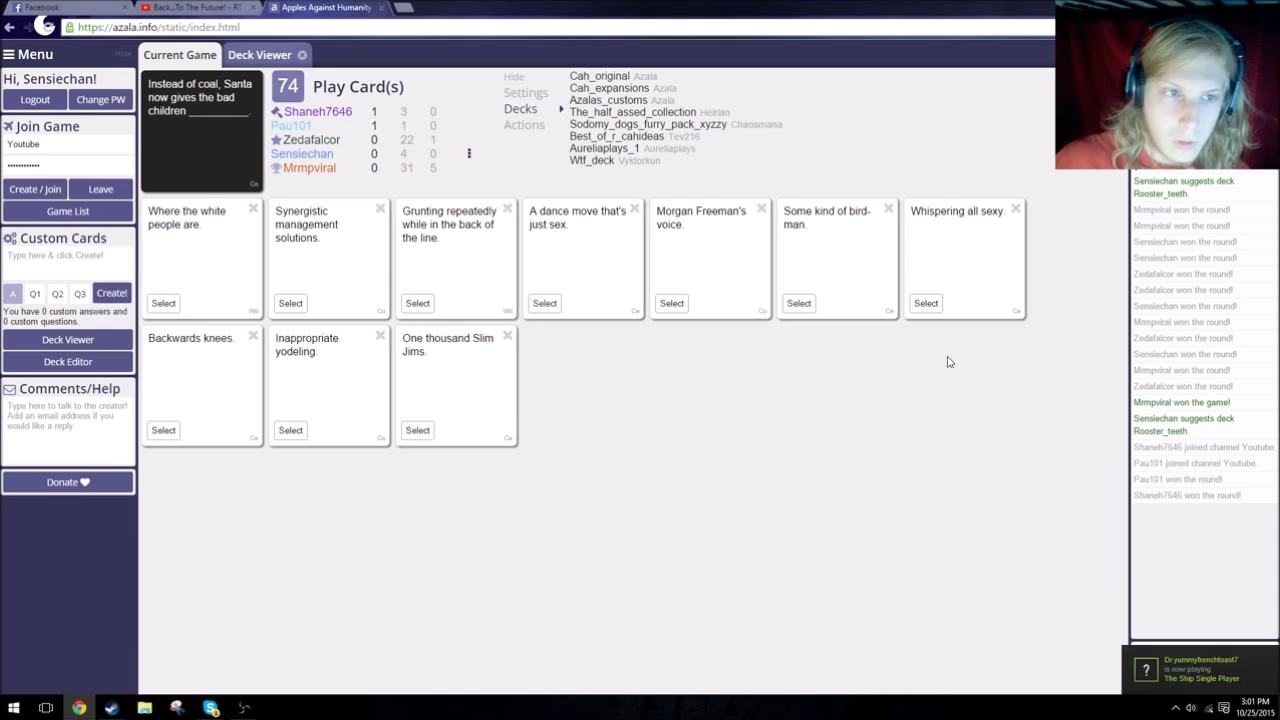 Facebook
Back...To The Future! - RT
Apples Against Humanity
https://azala.info/static/index.html
Menu
Hide
Hi, Sensiechan!
Logout
Change PW
Join Game
Youtube
Create / Join
Leave
Game List
Custom Cards
Type here & click Create!
A
Q1
Q2
Q3
Create!
You have 0 custom answers and
0 custom questions.
Deck Viewer
Deck Editor
Comments/Help
Type here to talk to the creator!
Add an email address if you
would like a reply.
Donate
Current Game
Deck Viewer
Instead of coal, Santa
now gives the bad
children __________.
Co
74
Play Card(s)
Shaneh7646 1 3 0
Pau101 1 1 0
Zedafalcor 0 22 1
Sensiechan 0 4 0
Mrmpviral 0 31 5
Hide
Settings
Decks
Actions
Cah_original Azala
Cah_expansions Azala
Azalas_customs Azala
The_half_assed_collection Heirlan
Sodomy_dogs_furry_pack_xyzzy Chaosmana
Best_of_r_cahideas Tev216
Aureliaplays_1 Aureliaplays
Wtf_deck Vyktorkun
Where the white
people are.
Select
Synergistic
management
solutions.
Select
Grunting repeatedly
while in the back of
the line.
Select
A dance move that's
just sex.
Select
Morgan Freeman's
voice.
Select
Some kind of bird-
man.
Select
Whispering all sexy.
Select
Backwards knees.
Select
Inappropriate
yodeling.
Select
One thousand Slim
Jims.
Select
Sensiechan suggests deck
Rooster_teeth.
Mrmpviral won the round!
Mrmpviral won the round!
Sensiechan won the round!
Sensiechan won the round!
Zedafalcor won the round!
Zedafalcor won the round!
Sensiechan won the round!
Mrmpviral won the round!
Zedafalcor won the round!
Sensiechan won the round!
Mrmpviral won the round!
Zedafalcor won the round!
Mrmpviral won the game!
Sensiechan suggests deck
Rooster_teeth.
Shaneh7646 joined channel Youtube.
Pau101 joined channel Youtube.
Pau101 won the round!
Shaneh7646 won the round!
?
Dr.yummyfrenchtoast7
is now playing
The Ship Single Player
3:01 PM
10/25/2015